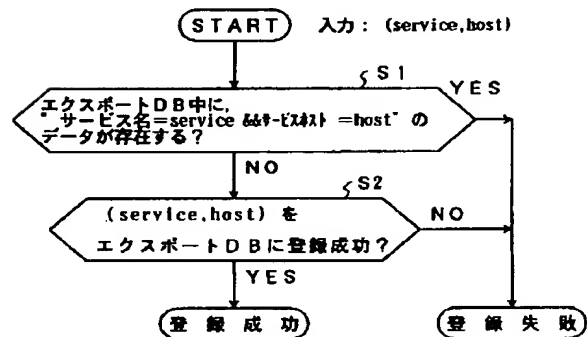 START 入力: (service,host)
S1
YES
エクスポートDB中に,
"サービス名=service &&サービスホスト =host" の
データが存在する?
NO
S2
(service,host) を
エクスポートDBに登録成功?
NO
YES
登録成功
登録失敗